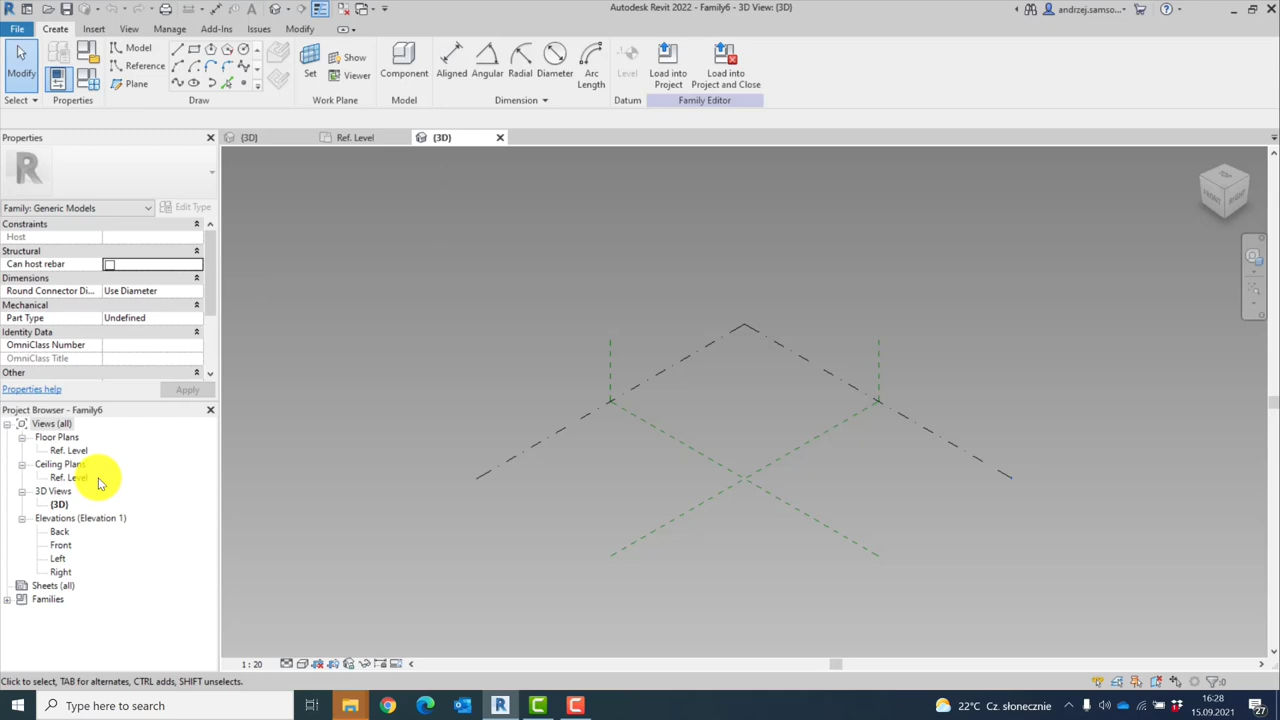 Autodesk Revit 2022 - Family6 - 3D View: {3D}
andrzej.samso...
File Create Insert View Manage Add-Ins Issues Modify
Modify
Model
Reference
Plane
Set
Show
Viewer
Component
Aligned
Angular
Radial
Diameter
Arc
Length
Level
Load into
Project
Load into
Project and Close
Select
Properties
Draw
Work Plane
Model
Dimension
Datum
Family Editor
Properties
{3D}
Ref. Level
{3D}
R
Family: Generic Models
Edit Type
Constraints
Host
Structural
Can host rebar
Dimensions
Round Connector Di... Use Diameter
Mechanical
Part Type Undefined
Identity Data
OmniClass Number
OmniClass Title
Other
Properties help
Apply
Project Browser - Family6
Views (all)
Floor Plans
Ref. Level
Ceiling Plans
Ref. Level
3D Views
{3D}
Elevations (Elevation 1)
Back
Front
Left
Right
Sheets (all)
Families
FRONT
RIGHT
1 : 20
Click to select, TAB for alternates, CTRL adds, SHIFT unselects.
:0
Type here to search
22°C Cz. słonecznie
16:28
15.09.2021
27